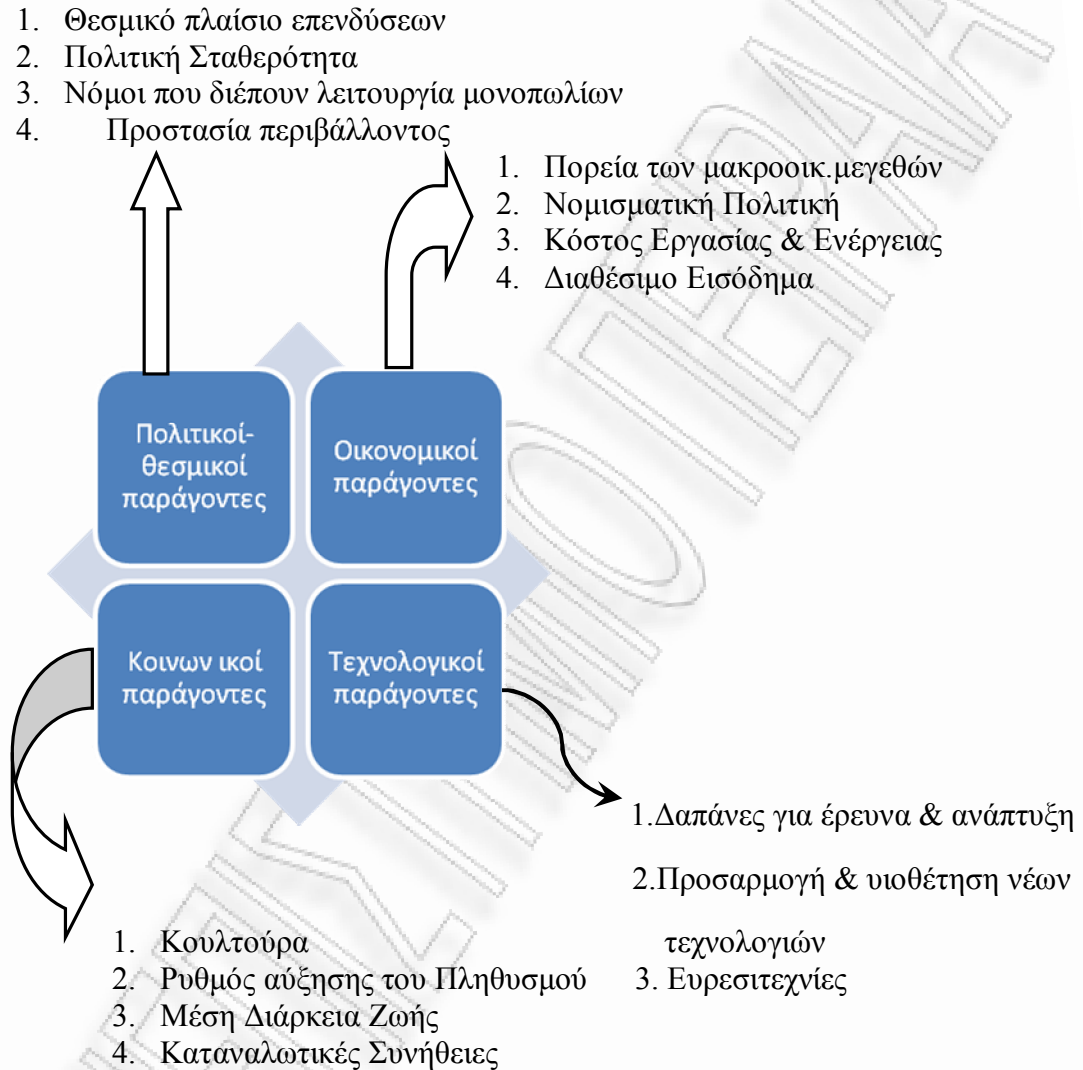 1. Θεσμικό πλαίσιο επενδύσεων
2. Πολιτική Σταθερότητα
3. Νόμοι που διέπουν λειτουργία μονοπωλίων
4. Προστασία περιβάλλοντος
1. Πορεία των μακροοικ.μεγεθών
2. Νομισματική Πολιτική
3. Κόστος Εργασίας & Ενέργειας
4. Διαθέσιμο Εισόδημα
Πολιτικοί-
θεσμικοί
παράγοντες
Οικονομικοί
παράγοντες
Κοινων ικοί
παράγοντες
Τεχνολογικοί
παράγοντες
1.Δαπάνες για έρευνα & ανάπτυξη
2.Προσαρμογή & υιοθέτηση νέων
τεχνολογιών
3. Ευρεσιτεχνίες
1. Κουλτούρα
2. Ρυθμός αύξησης του Πληθυσμού
3. Μέση Διάρκεια Ζωής
4. Καταναλωτικές Συνήθειες